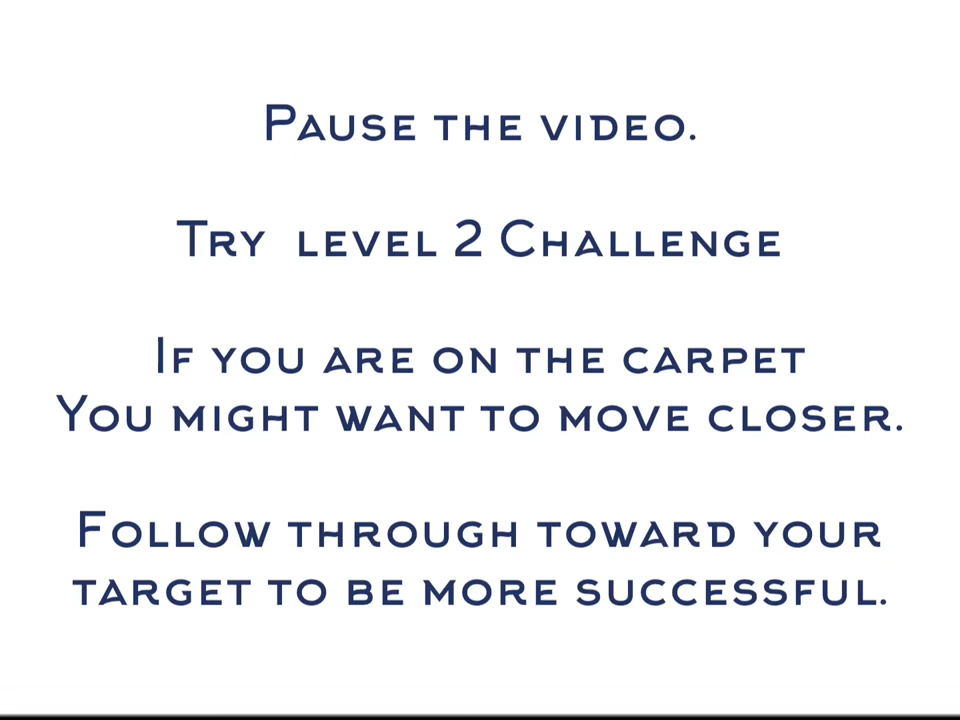 Pause the video.
Try level 2 Challenge
If you are on the carpet
You might want to move closer.
Follow through toward your
target to be more successful.